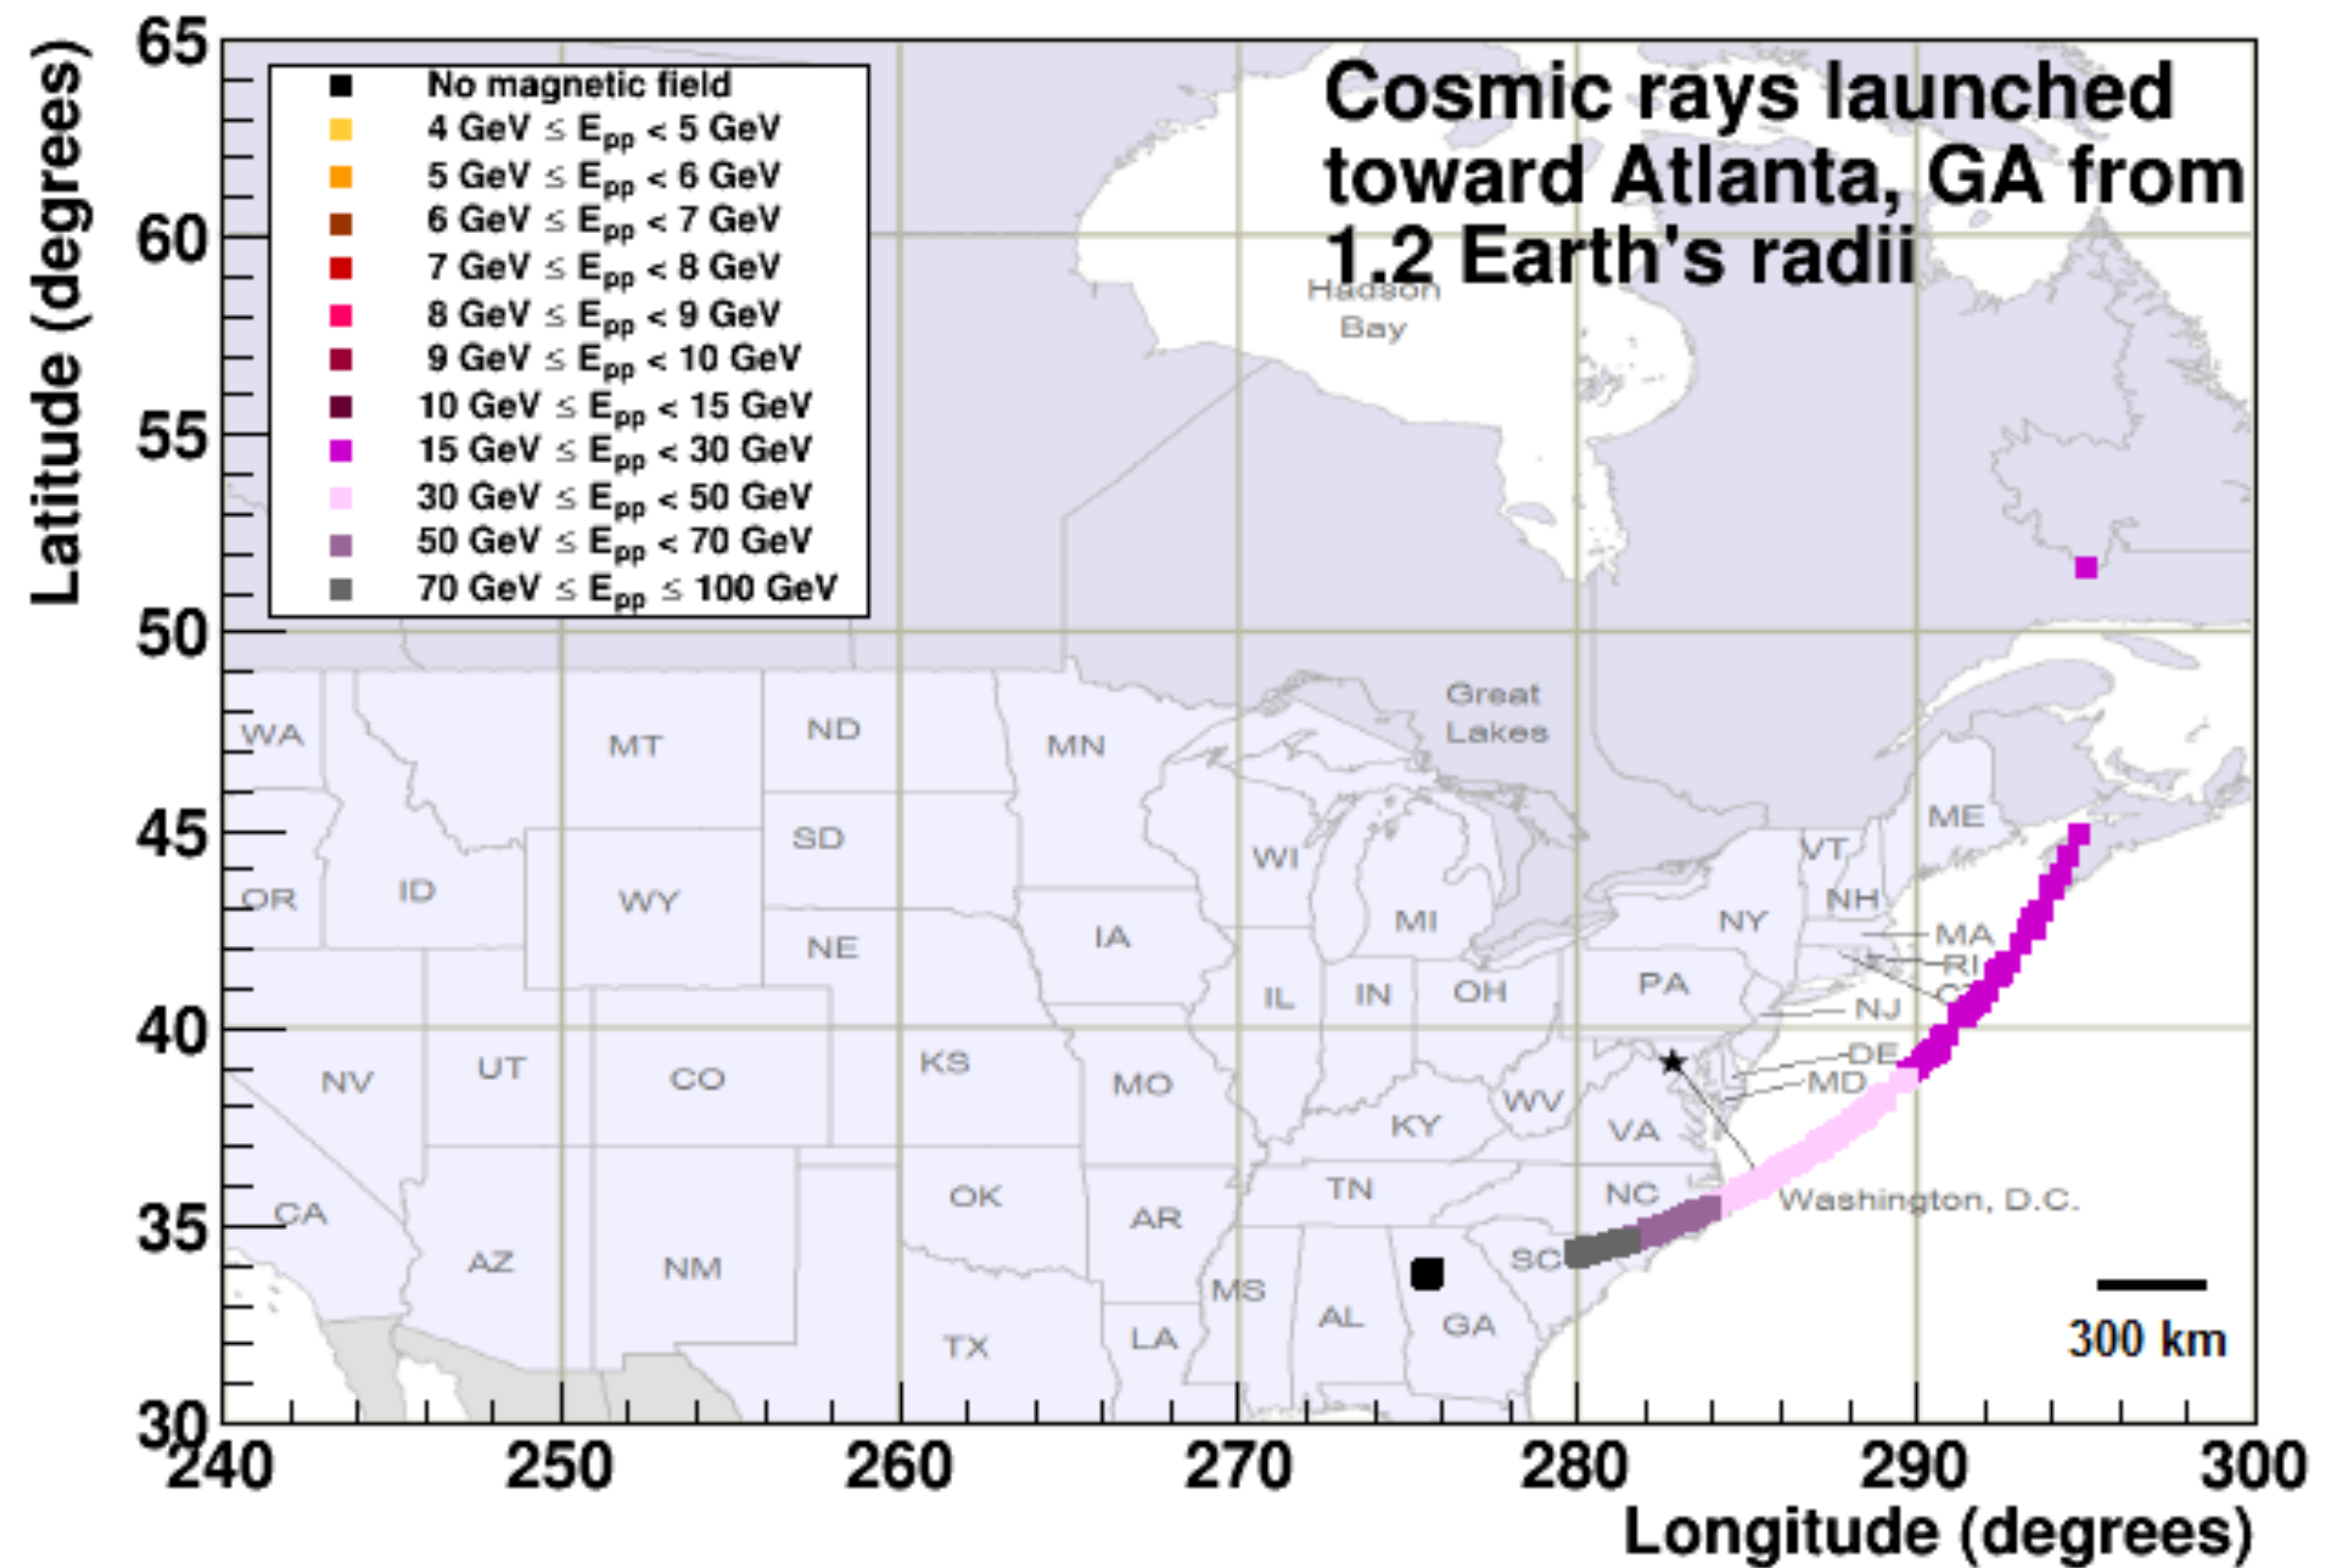 Cosmic rays launched
toward Atlanta, GA from
1.2 Earth's radii
No magnetic field
4 GeV ≤ Epp < 5 GeV
5 GeV ≤ Epp < 6 GeV
6 GeV ≤ Epp < 7 GeV
7 GeV ≤ Epp < 8 GeV
8 GeV ≤ Epp < 9 GeV
9 GeV ≤ Epp < 10 GeV
10 GeV ≤ Epp < 15 GeV
15 GeV ≤ Epp < 30 GeV
30 GeV ≤ Epp < 50 GeV
50 GeV ≤ Epp < 70 GeV
70 GeV ≤ Epp ≤ 100 GeV
Latitude (degrees)
65
60
55
50
45
40
35
30
Hadson
Bay
Great
Lakes
WA
MT
ND
MN
ME
OR
ID
WY
SD
WI
MI
NY
VT
NH
MA
RI
NE
IA
IL
IN
OH
PA
NJ
DE
MD
NV
UT
CO
KS
MO
KY
WV
VA
CA
AZ
NM
OK
AR
TN
NC
Washington, D.C.
SC
TX
LA
MS
AL
GA
300 km
240 250 260 270 280 290 300
Longitude (degrees)